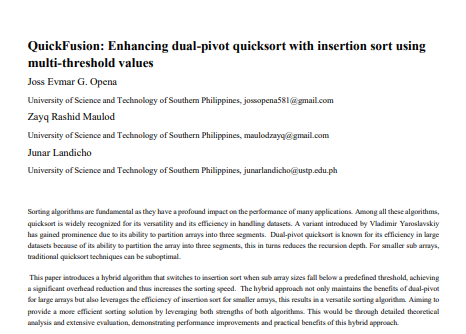 QuickFusion: Enhancing dual-pivot quicksort with insertion sort using
multi-threshold values
Joss Evmar G. Opena
University of Science and Technology of Southern Philippines, jossopena581@gmail.com
Zayq Rashid Maulod
University of Science and Technology of Southern Philippines, maulodzayq@gmail.com
Junar Landicho
University of Science and Technology of Southern Philippines, junarlandicho@ustp.edu.ph
Sorting algorithms are fundamental as they have a profound impact on the performance of many applications. Among all these algorithms,
quicksort is widely recognized for its versatility and its efficiency in handling datasets. A variant introduced by Vladimir Yaroslavskiy
has gained prominence due to its ability to partition arrays into three segments. Dual-pivot quicksort is known for its efficiency in large
datasets because of its ability to partition the array into three segments, this in turns reduces the recursion depth. For smaller sub arrays,
traditional quicksort techniques can be suboptimal.
This paper introduces a hybrid algorithm that switches to insertion sort when sub array sizes fall below a predefined threshold, achieving
a significant overhead reduction and thus increases the sorting speed. The hybrid approach not only maintains the benefits of dual-pivot
for large arrays but also leverages the efficiency of insertion sort for smaller arrays, this results in a versatile sorting algorithm. Aiming to
provide a more efficient sorting solution by leveraging both strengths of both algorithms. This would be through detailed theoretical
analysis and extensive evaluation, demonstrating performance improvements and practical benefits of this hybrid approach.